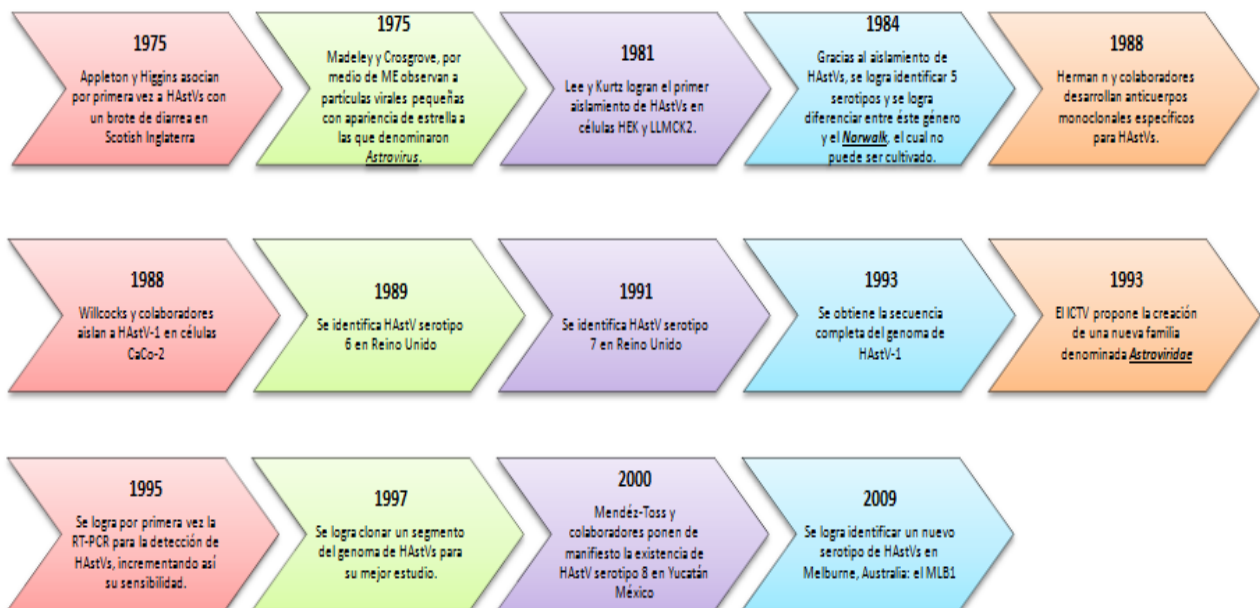 1975
Appleton y Higgins asocian
por primera vez a HAstVs con
un brote de diarrea en
Scotish Inglaterra
1975
Madeley y Crosgrove, por
medio de ME observan a
partículas virales pequeñas
con apariencia de estrella a
las que denominaron
Astrovirus.
1981
Lee y Kurtz logran el primer
aislamiento de HAstVs en
células HEK y LLMCK2.
1984
Gracias al aislamiento de
HAstVs, se logra identificar 5
serotipos y se logra
diferenciar entre éste género
y el Norwalk, el cual no
puede ser cultivado.
1988
Herman n y colaboradores
desarrollan anticuerpos
monoclonales específicos
para HAstVs.
1988
Willcocks y colaboradores
aislan a HAstV-1 en células
CaCo-2
1989
Se identifica HAstV serotipo
6 en Reino Unido
1991
Se identifica HAstV serotipo
7 en Reino Unido
1993
Se obtiene la secuencia
completa del genoma de
HAstV-1
1993
El ICTV propone la creación
de una nueva familia
denominada Astroviridae
1995
Se logra por primera vez la
RT-PCR para la detección de
HAstVs, incrementando así
su sensibilidad.
1997
Se logra clonar un segmento
del genoma de HAstVs para
su mejor estudio.
2000
Mendéz-Toss y
colaboradores ponen de
manifiesto la existencia de
HAstV serotipo 8 en Yucatán
México
2009
Se logra identificar un nuevo
serotipo de HAstVs en
Melburne, Australia: el MLB1